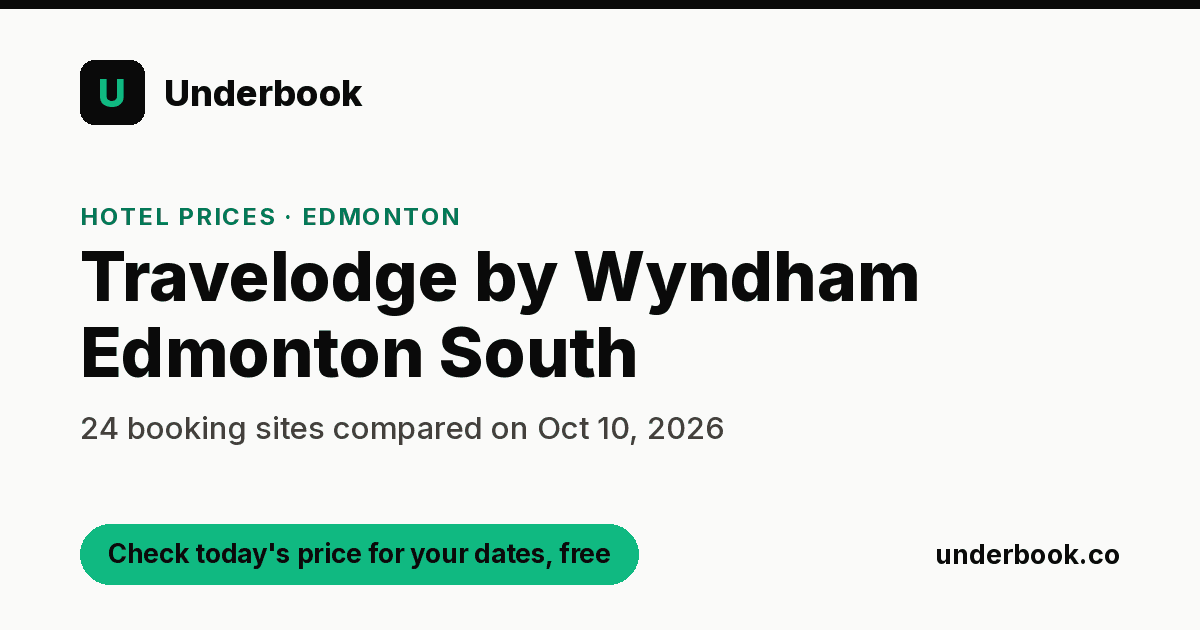 U Underbook
HOTEL PRICES · EDMONTON
Travelodge by Wyndham
Edmonton South
24 booking sites compared on Oct 10, 2026
Check today's price for your dates, free
underbook.co